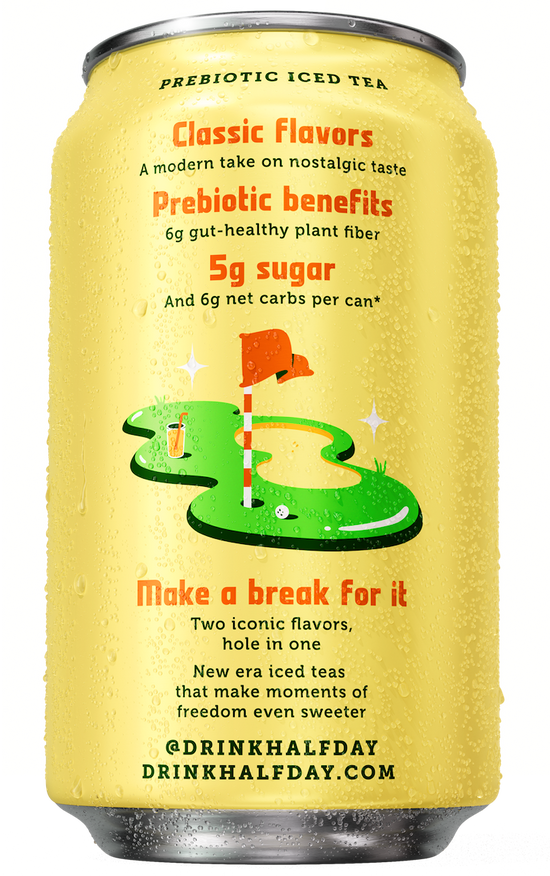 PREBIOTIC ICED TEA
Classic flavors
A modern take on nostalgic taste
Prebiotic benefits
6g gut-healthy plant fiber
5g sugar
And 6g net carbs per can*
Make a break for it
Two iconic flavors,
hole in one
New era iced teas
that make moments of
freedom even sweeter
@DRINKHALFDAY
DRINKHALFDAY.COM